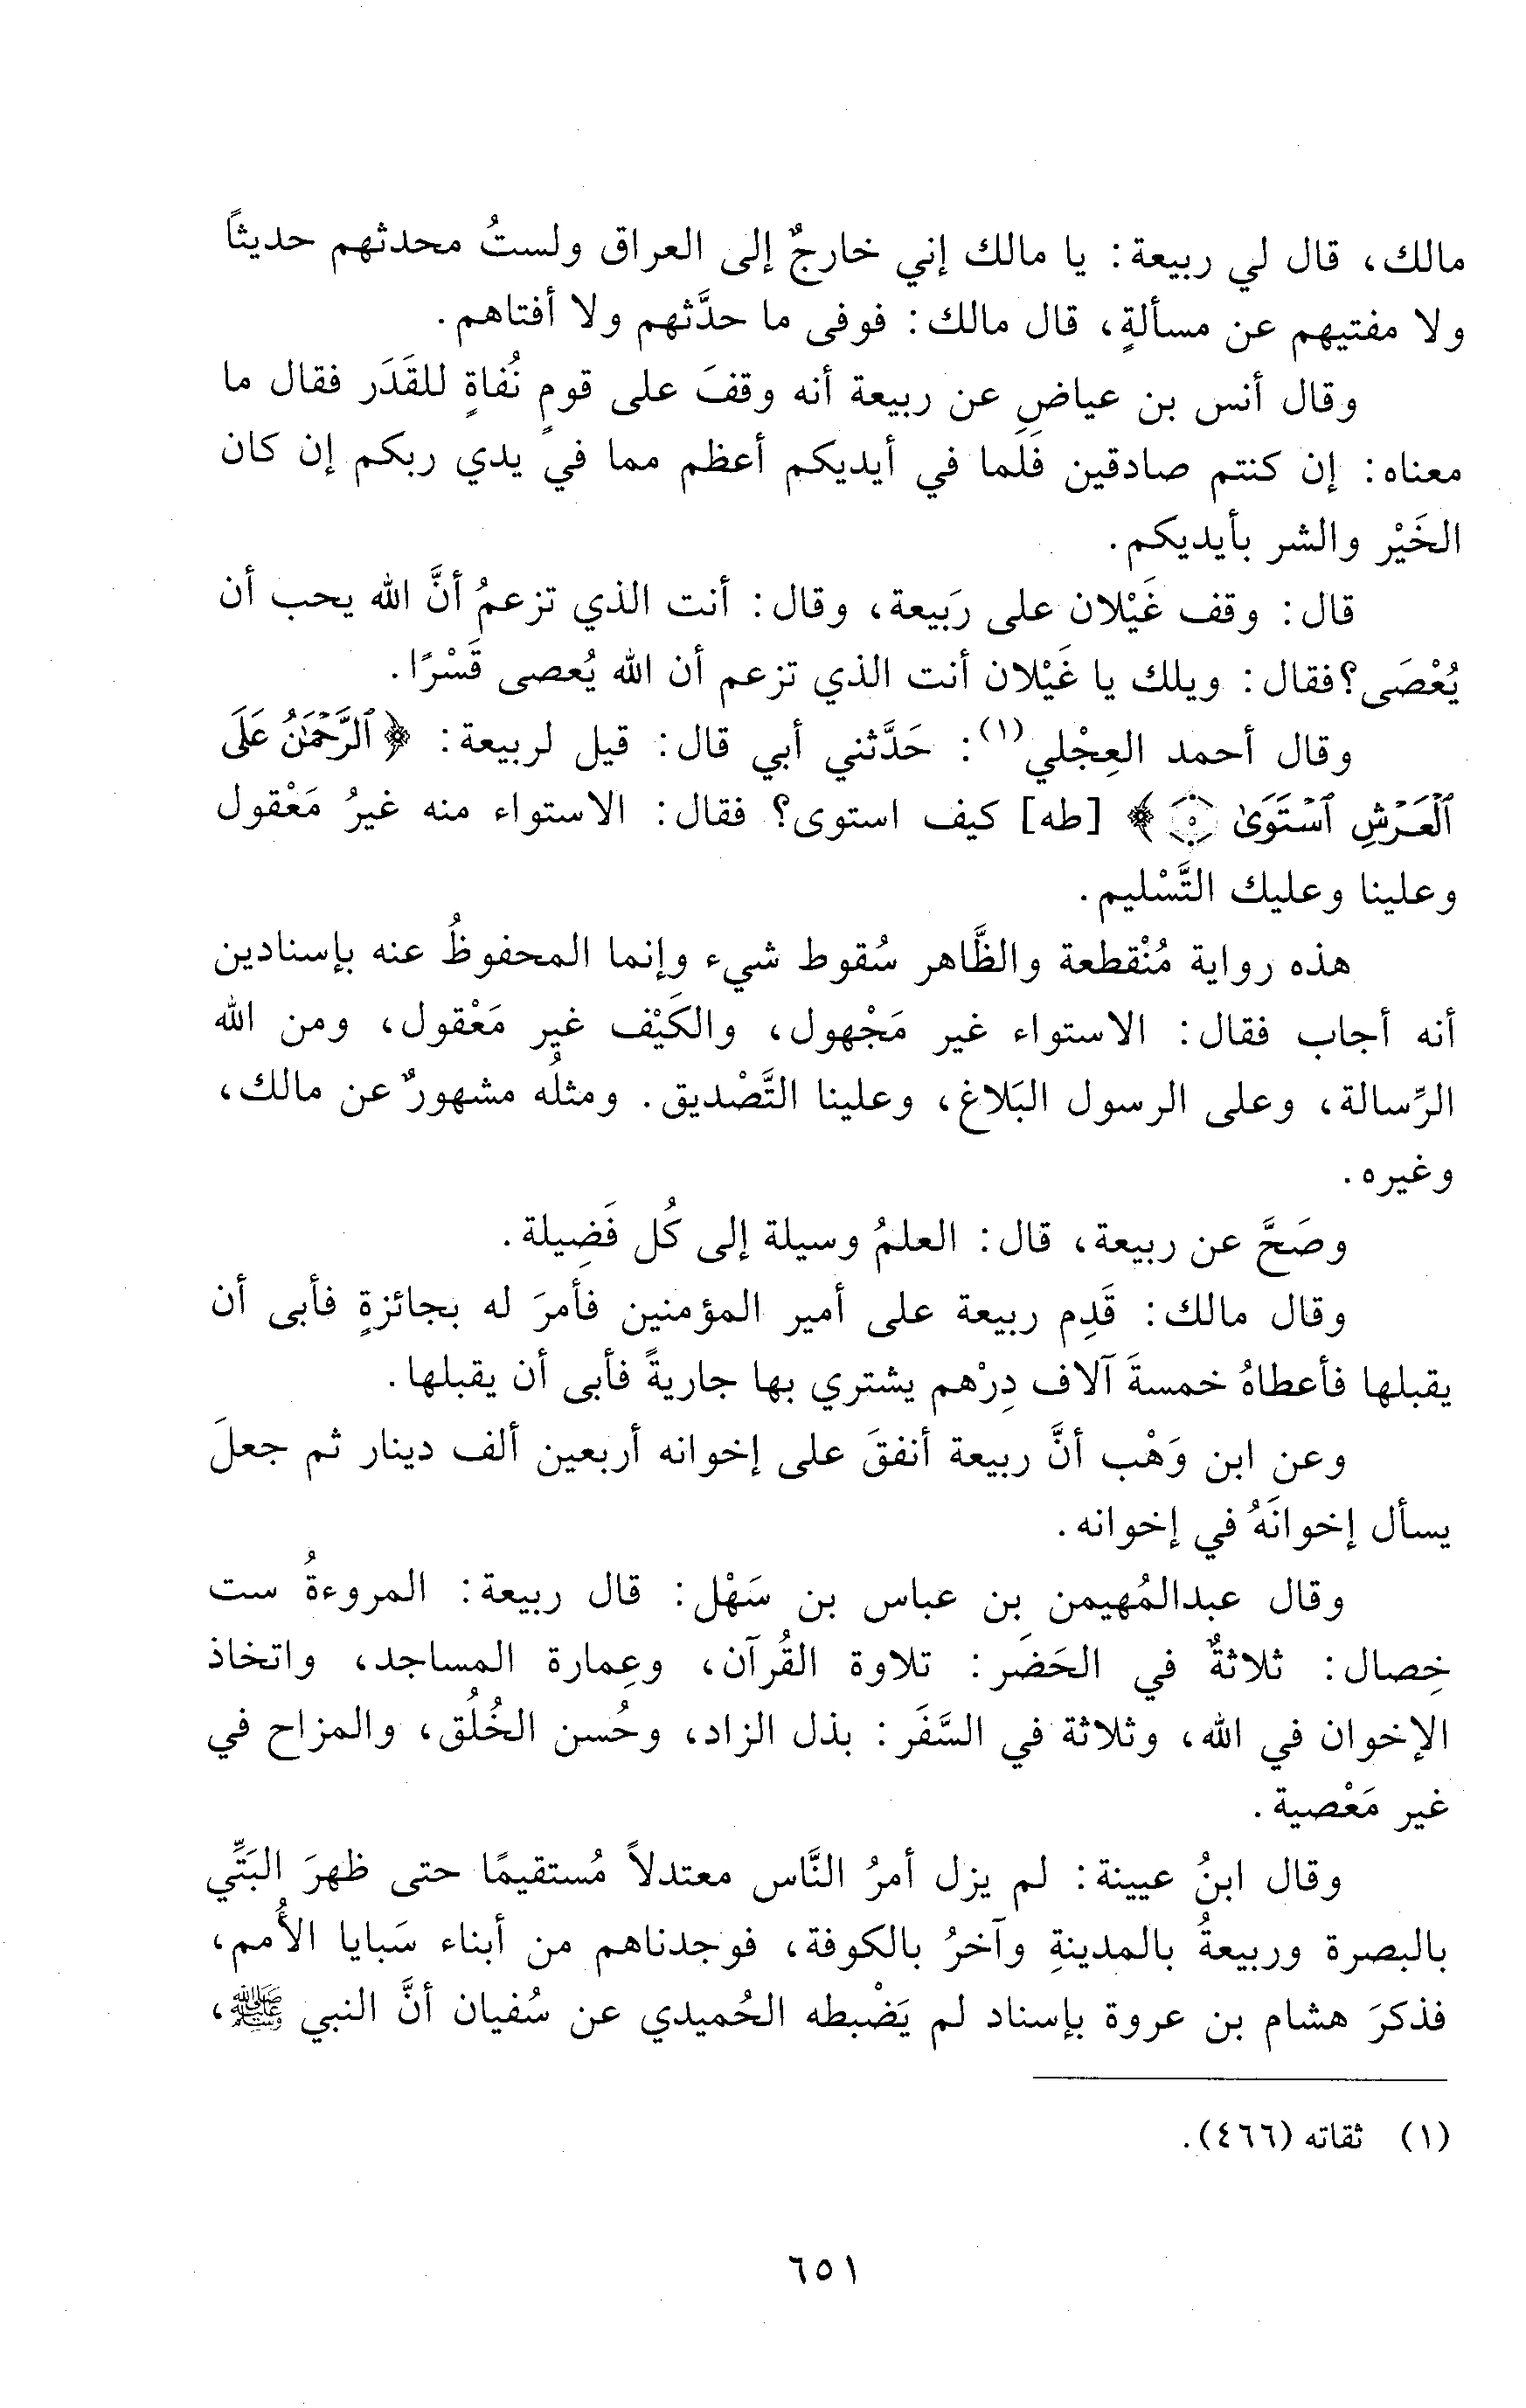 مالك، قال لي ربيعة: يا مالك إني خارجٌ إلى العراق ولستُ محدثهم حديثاً
ولا مفتيهم عن مسألةٍ، قال مالك: فوفى ما حدَّثهم ولا أفتاهم.
وقال أنس بن عياضٍ عن ربيعة أنه وقفَ على قومٍ نُفاةٍ للقَدَر فقال ما
معناه: إن كنتم صادقين فَلَما في أيديكم أعظم مما في يدي ربكم إن كان
الخَيْر والشر بأيديكم.
قال: وقف غَيْلان على رَبيعة، وقال: أنت الذي تزعمُ أنَّ الله يحب أن
يُعْصَى؟فقال: ويلك يا غَيْلان أنت الذي تزعم أن الله يُعصى قَسْرًا.
وقال أحمد العِجْلي(١): حَدَّثني أبي قال: قيل لربيعة: ﴿ٱلرَّحْمَٰنُ عَلَى
ٱلْعَرْشِ ٱسْتَوَىٰ ۝٥﴾ [طه] كيف استوى؟ فقال: الاستواء منه غيرُ مَعْقول
وعلينا وعليك التَّسْليم.
هذه رواية مُنْقطعة والظَّاهر سُقوط شيء وإنما المحفوظُ عنه بإسنادين
أنه أجاب فقال: الاستواء غير مَجْهول، والكَيْف غير مَعْقول، ومن الله
الرِّسالة، وعلى الرسول البَلاغ، وعلينا التَّصْديق. ومثلُه مشهورٌ عن مالك،
وغيره.
وصَحَّ عن ربيعة، قال: العلمُ وسيلة إلى كُل فَضِيلة.
وقال مالك: قَدِم ربيعة على أمير المؤمنين فأمرَ له بجائزةٍ فأبى أن
يقبلها فأعطاهُ خمسةَ آلاف دِرْهم يشتري بها جاريةً فأبى أن يقبلها.
وعن ابن وَهْب أنَّ ربيعة أنفقَ على إخوانه أربعين ألف دينار ثم جعلَ
يسأل إخوانَهُ في إخوانه.
وقال عبدالمُهيمن بن عباس بن سَهْل: قال ربيعة: المروءةُ ست
خِصال: ثلاثةٌ في الحَضَر: تلاوة القُرآن، وعِمارة المساجد، واتخاذ
الإخوان في الله، وثلاثة في السَّفَر: بذل الزاد، وحُسن الخُلُق، والمزاح في
غير مَعْصية.
وقال ابنُ عيينة: لم يزل أمرُ النَّاس معتدلاً مُستقيمًا حتى ظهرَ البَتِّي
بالبصرة وربيعةُ بالمدينةِ وآخرُ بالكوفة، فوجدناهم من أبناء سَبايا الأُمم،
فذكرَ هشام بن عروة بإسناد لم يَضْبطه الحُميدي عن سُفيان أنَّ النبي ﷺ،
(١) ثقاته (٤٦٦).
٦٥١